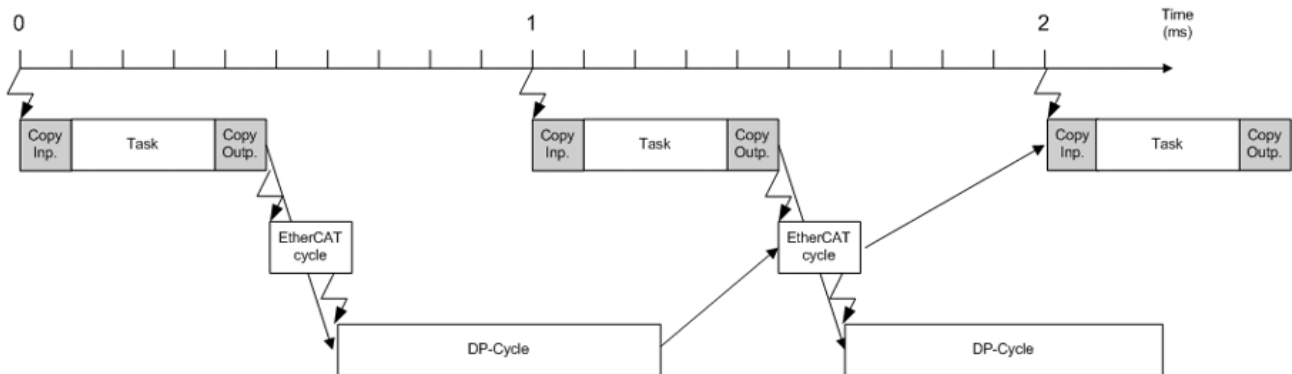 0
1
2
Time
(ms)
Copy
Inp.
Task
Copy
Outp.
Copy
Inp.
Task
Copy
Outp.
Copy
Inp.
Task
Copy
Outp.
EtherCAT
cycle
EtherCAT
cycle
DP-Cycle
DP-Cycle